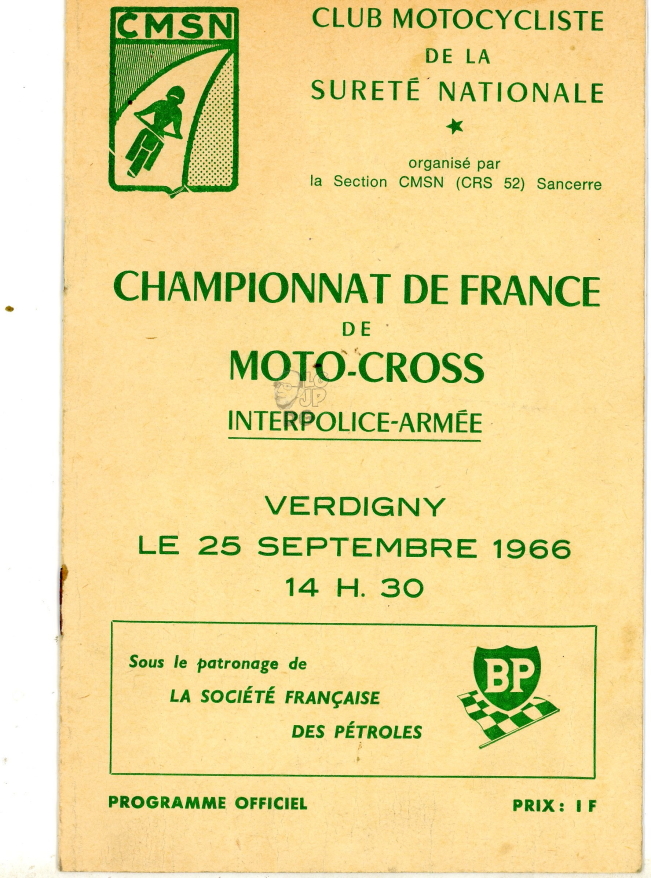 CMSN
CLUB MOTOCYCLISTE
DE LA
SURETÉ NATIONALE
organisé par
la Section CMSN (CRS 52) Sancerre
CHAMPIONNAT DE FRANCE
DE
MOTO-CROSS
INTERPOLICE-ARMÉE
VERDIGNY
LE 25 SEPTEMBRE 1966
14 H. 30
Sous le patronage de
LA SOCIÉTÉ FRANÇAISE
DES PÉTROLES
BP
PROGRAMME OFFICIEL
PRIX : 1 F